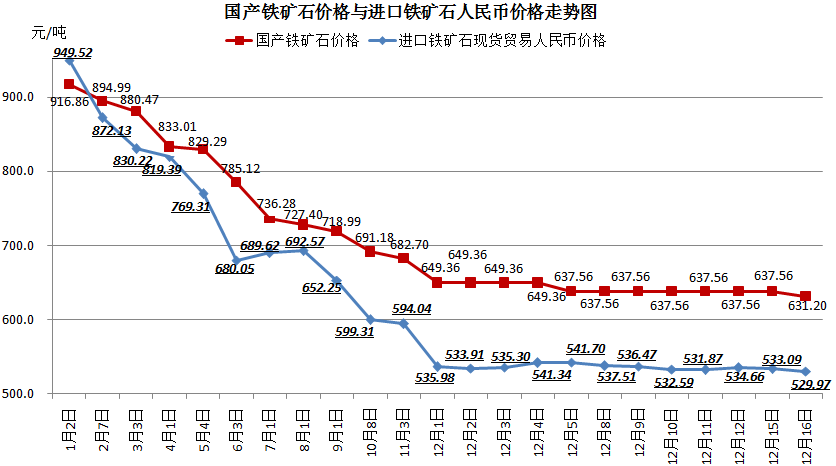 国产铁矿石价格与进口铁矿石人民币价格走势图
元/吨
国产铁矿石价格 进口铁矿石现货贸易人民币价格
949.52
916.86 894.99 880.47 833.01 829.29 785.12 736.28 727.40 718.99 691.18 682.70 649.36 649.36 649.36 649.36 637.56 637.56 637.56 637.56 637.56 637.56 637.56 631.20
872.13 830.22 819.39 769.31 680.05 689.62 692.57 652.25 599.31 594.04 535.98 533.91 535.30 541.34 541.70 537.51 536.47 532.59 531.87 534.66 533.09 529.97
900.0
800.0
700.0
600.0
500.0
1月2日 2月7日 3月3日 4月1日 5月4日 6月3日 7月1日 8月1日 9月1日 10月8日 11月3日 12月1日 12月2日 12月3日 12月4日 12月5日 12月8日 12月9日 12月10日 12月11日 12月12日 12月15日 12月16日